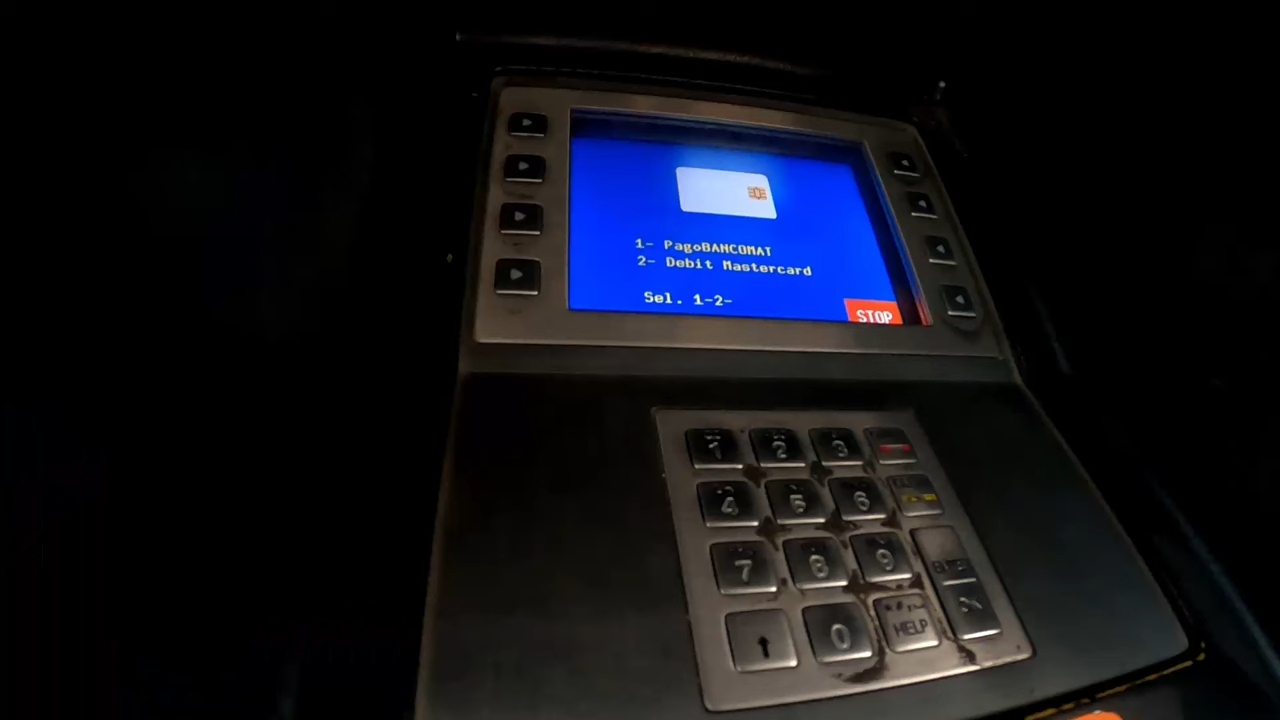 1- PagoBANCOMAT
2- Debit Mastercard
Sel. 1-2-
STOP
1 2 3
4 5 6
7 8 9
0 HELP